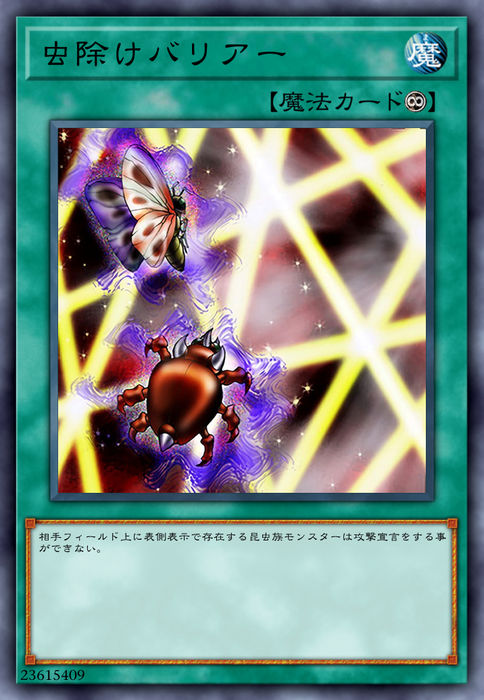 虫除けバリアー
魔
【魔法カード】
相手フィールド上に表側表示で存在する昆虫族モンスターは攻撃宣言をする事
ができない。
23615409